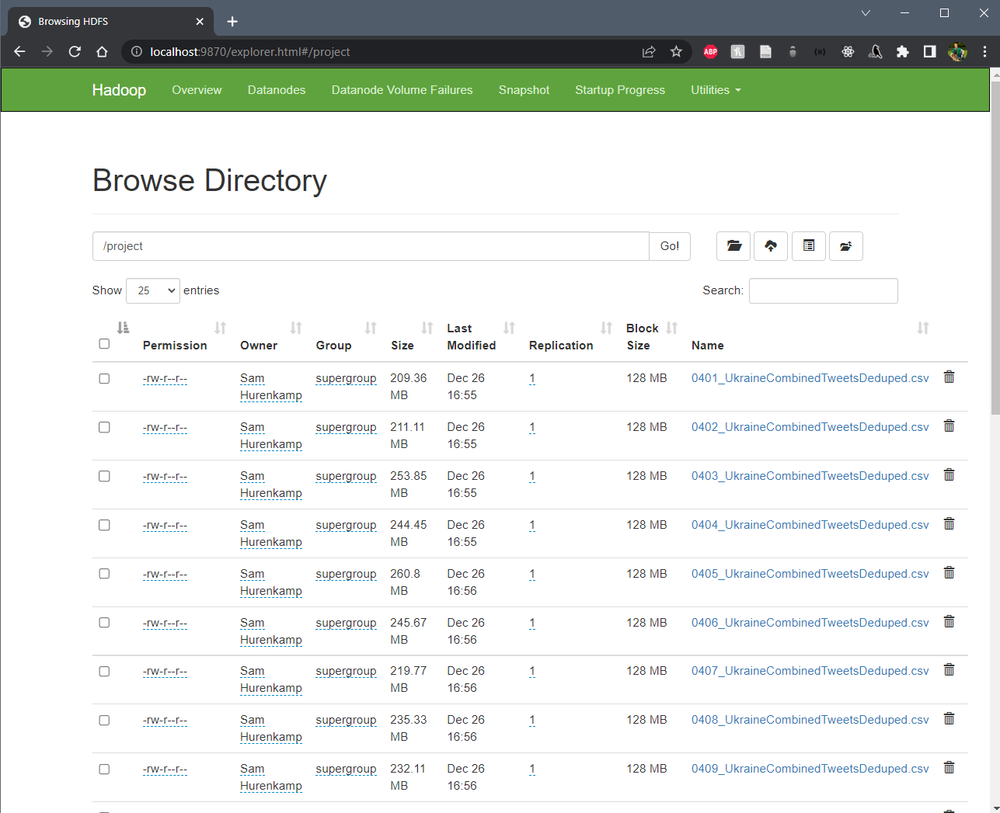 Browsing HDFS
localhost:9870/explorer.html#/project
ABP
Hadoop Overview Datanodes Datanode Volume Failures Snapshot Startup Progress Utilities
Browse Directory
/project Go!
Show 25 entries Search:
Permission Owner Group Size Last Modified Replication Block Size Name
-rw-r--r-- Sam Hurenkamp supergroup 209.36 MB Dec 26 16:55 1 128 MB 0401_UkraineCombinedTweetsDeduped.csv
-rw-r--r-- Sam Hurenkamp supergroup 211.11 MB Dec 26 16:55 1 128 MB 0402_UkraineCombinedTweetsDeduped.csv
-rw-r--r-- Sam Hurenkamp supergroup 253.85 MB Dec 26 16:55 1 128 MB 0403_UkraineCombinedTweetsDeduped.csv
-rw-r--r-- Sam Hurenkamp supergroup 244.45 MB Dec 26 16:55 1 128 MB 0404_UkraineCombinedTweetsDeduped.csv
-rw-r--r-- Sam Hurenkamp supergroup 260.8 MB Dec 26 16:56 1 128 MB 0405_UkraineCombinedTweetsDeduped.csv
-rw-r--r-- Sam Hurenkamp supergroup 245.67 MB Dec 26 16:56 1 128 MB 0406_UkraineCombinedTweetsDeduped.csv
-rw-r--r-- Sam Hurenkamp supergroup 219.77 MB Dec 26 16:56 1 128 MB 0407_UkraineCombinedTweetsDeduped.csv
-rw-r--r-- Sam Hurenkamp supergroup 235.33 MB Dec 26 16:56 1 128 MB 0408_UkraineCombinedTweetsDeduped.csv
-rw-r--r-- Sam Hurenkamp supergroup 232.11 MB Dec 26 16:56 1 128 MB 0409_UkraineCombinedTweetsDeduped.csv